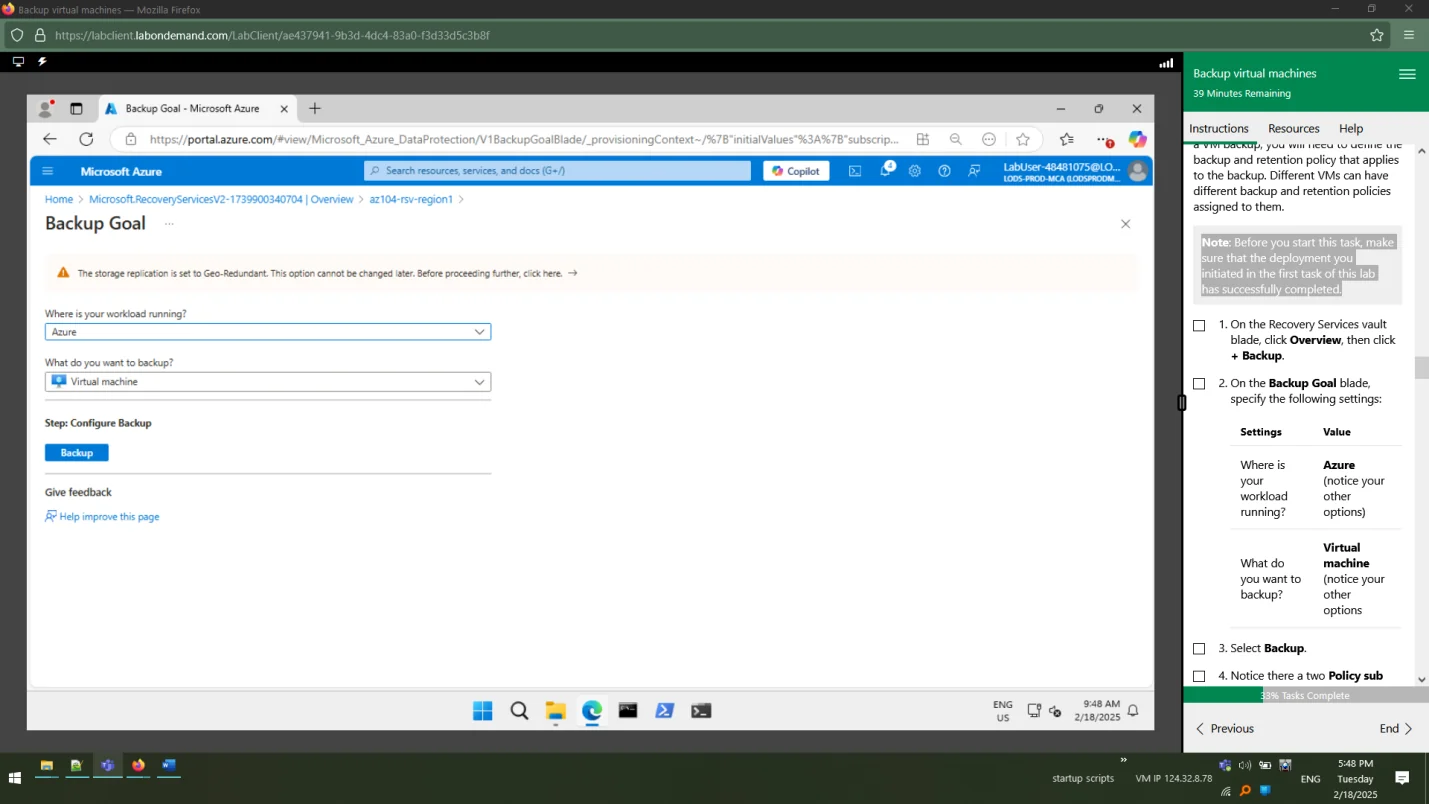 Backup virtual machines — Mozilla Firefox
https://labclient.labondemand.com/LabClient/ae437941-9b3d-4dc4-83a0-f3d33d5c3b8f
Backup Goal - Microsoft Azure
https://portal.azure.com/#view/Microsoft_Azure_DataProtection/V1BackupGoalBlade/_provisioningContext~/%7B"initialValues"%3A%7B"subscrip...
Microsoft Azure
Search resources, services, and docs (G+/)
Copilot
4
LabUser-48481075@LO...
LODS-PROD-MCA (LODSPRODM...
Home > Microsoft.RecoveryServicesV2-1739900340704 | Overview > az104-rsv-region1 >
Backup Goal ...
The storage replication is set to Geo-Redundant. This option cannot be changed later. Before proceeding further, click here. →
Where is your workload running?
Azure
What do you want to backup?
Virtual machine
Step: Configure Backup
Backup
Give feedback
Help improve this page
ENG
US
9:48 AM
2/18/2025
Backup virtual machines
39 Minutes Remaining
Instructions Resources Help
a VM backup, you will need to define the
backup and retention policy that applies
to the backup. Different VMs can have
different backup and retention policies
assigned to them.
Note: Before you start this task, make
sure that the deployment you
initiated in the first task of this lab
has successfully completed.
1. On the Recovery Services vault
blade, click Overview, then click
+ Backup.
2. On the Backup Goal blade,
specify the following settings:
Settings Value
Where is
your
workload
running?
Azure
(notice your
other
options)
What do
you want to
backup?
Virtual
machine
(notice your
other
options
3. Select Backup.
4. Notice there a two Policy sub
33% Tasks Complete
Previous
End
startup scripts
»
VM IP 124.32.8.78
ENG
5:48 PM
Tuesday
2/18/2025